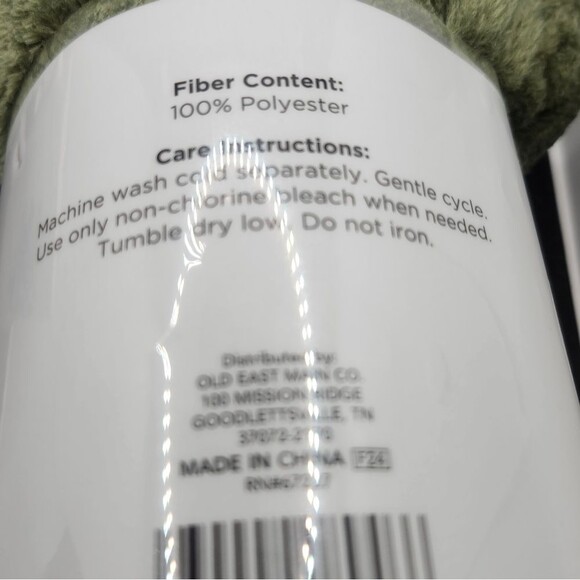 Fiber Content:
100% Polyester
Care Instructions:
Machine wash cold separately. Gentle cycle.
Use only non-chlorine bleach when needed.
Tumble dry low. Do not iron.
Distributed by:
OLD EAST MAIN CO.
100 MISSION RIDGE
GOODLETTSVILLE, TN
MADE IN CHINA F24